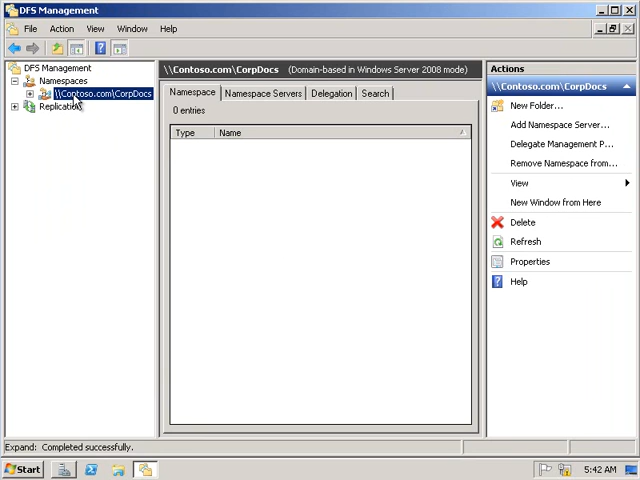 DFS Management
File Action View Window Help
DFS Management
Namespaces
\\Contoso.com\CorpDocs
Replication
\\Contoso.com\CorpDocs (Domain-based in Windows Server 2008 mode)
Namespace Namespace Servers Delegation Search
0 entries
Type Name
Actions
\\Contoso.com\CorpDocs
New Folder...
Add Namespace Server...
Delegate Management P...
Remove Namespace from...
View
New Window from Here
Delete
Refresh
Properties
Help
Expand: Completed successfully.
Start
5:42 AM